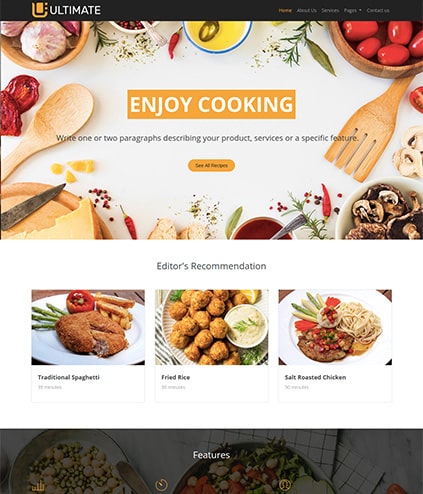 ULTIMATE
Home About Us Services Pages Contact us
ENJOY COOKING
Write one or two paragraphs describing your product, services or a specific feature.
See All Recipes
Editor's Recommendation
Traditional Spaghetti Fried Rice Salt Roasted Chicken
minutes 50 minutes 50 minutes
Features